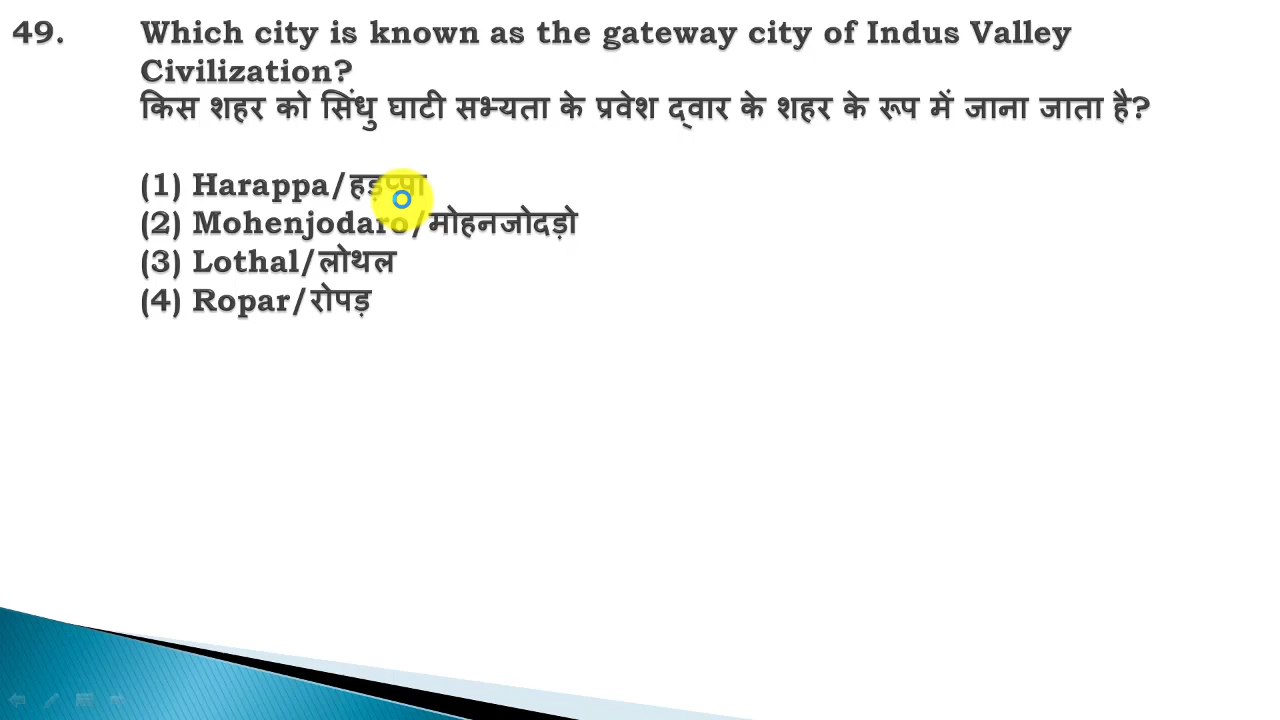 49. Which city is known as the gateway city of Indus Valley
Civilization?
किस शहर को सिंधु घाटी सभ्यता के प्रवेश द्वार के शहर के रूप में जाना जाता है?
(1) Harappa/हड़प्पा
(2) Mohenjodaro/मोहनजोदड़ो
(3) Lothal/लोथल
(4) Ropar/रोपड़